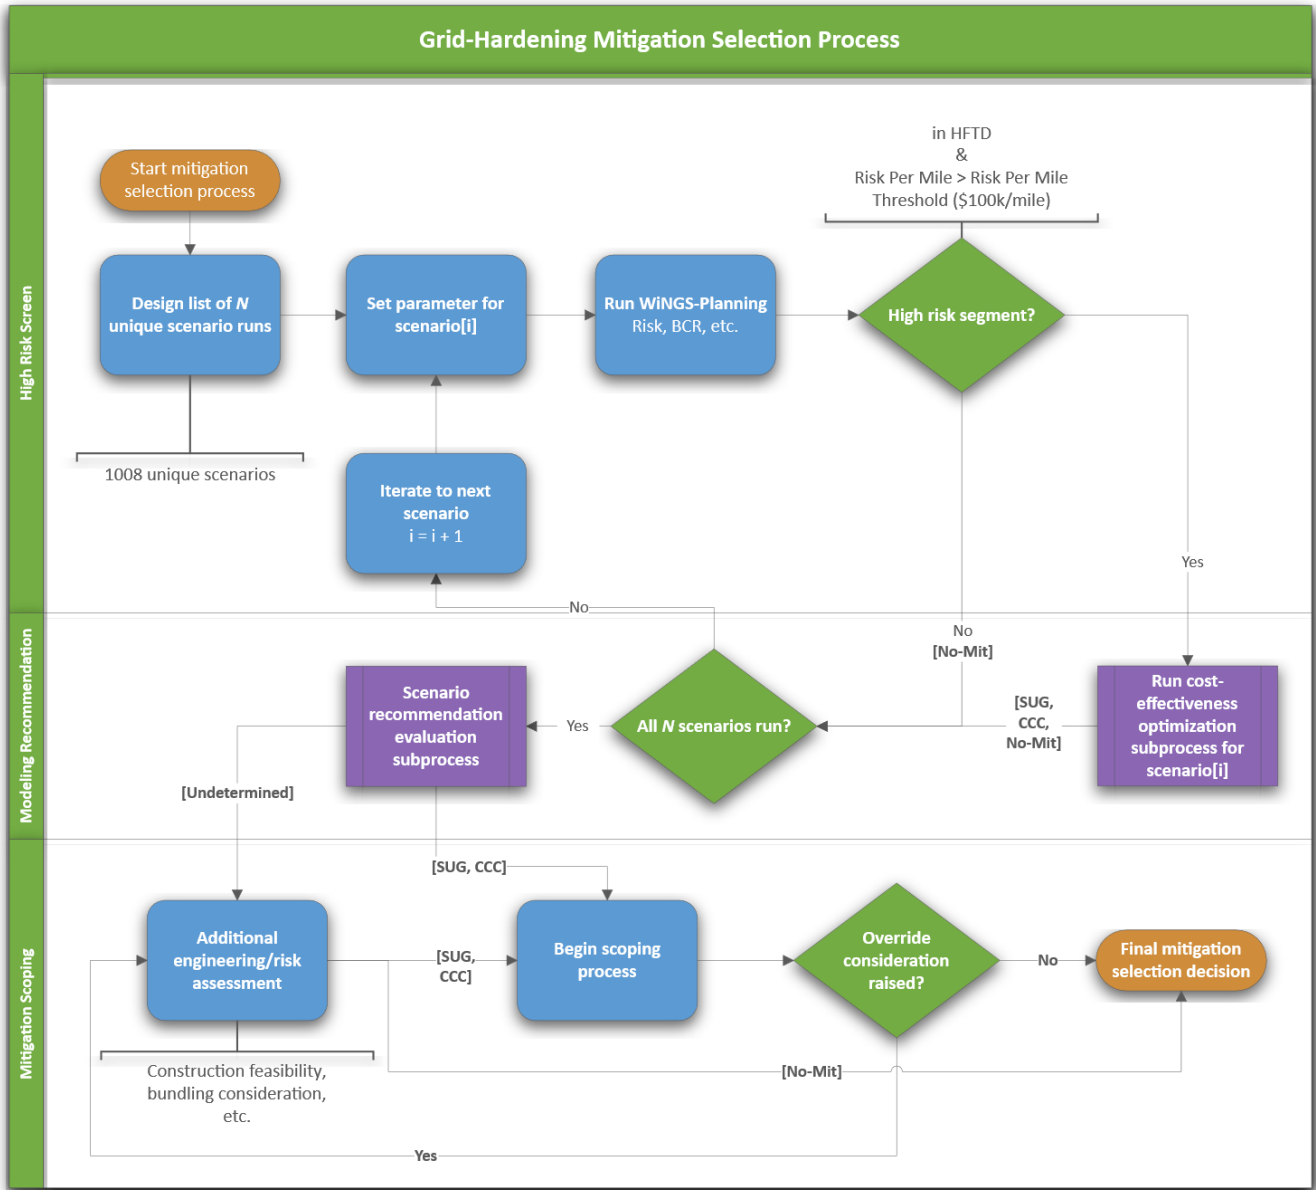 Grid-Hardening Mitigation Selection Process
High Risk Screen
Start mitigation
selection process
Design list of N
unique scenario runs
1008 unique scenarios
Set parameter for
scenario[i]
Iterate to next
scenario
i = i + 1
Run WiNGS-Planning
Risk, BCR, etc.
in HFTD
&
Risk Per Mile > Risk Per Mile
Threshold ($100k/mile)
High risk segment?
Yes
No
No
[No-Mit]
Modeling Recommendation
Scenario
recommendation
evaluation
subprocess
Yes
All N scenarios run?
[SUG,
CCC,
No-Mit]
Run cost-
effectiveness
optimization
subprocess for
scenario[i]
[Undetermined]
Mitigation Scoping
[SUG, CCC]
Additional
engineering/risk
assessment
Construction feasibility,
bundling consideration,
etc.
[SUG,
CCC]
Begin scoping
process
Override
consideration
raised?
No
Final mitigation
selection decision
[No-Mit]
Yes